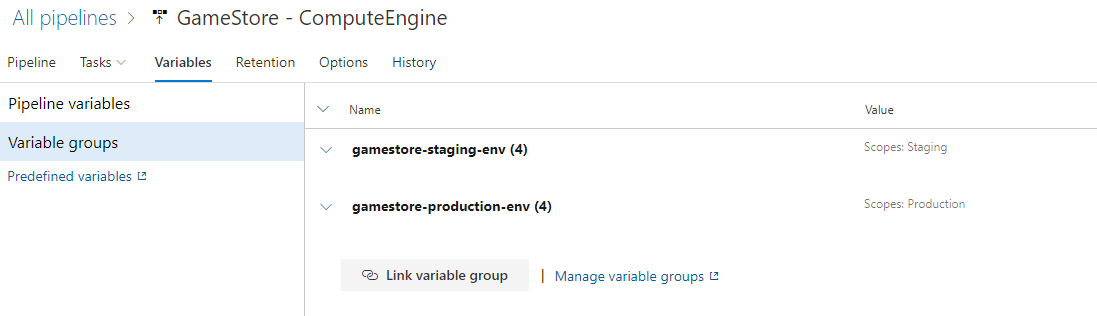 All pipelines > GameStore - ComputeEngine
Pipeline Tasks Variables Retention Options History
Pipeline variables
Variable groups
Predefined variables
Name Value
gamestore-staging-env (4) Scopes: Staging
gamestore-production-env (4) Scopes: Production
Link variable group | Manage variable groups